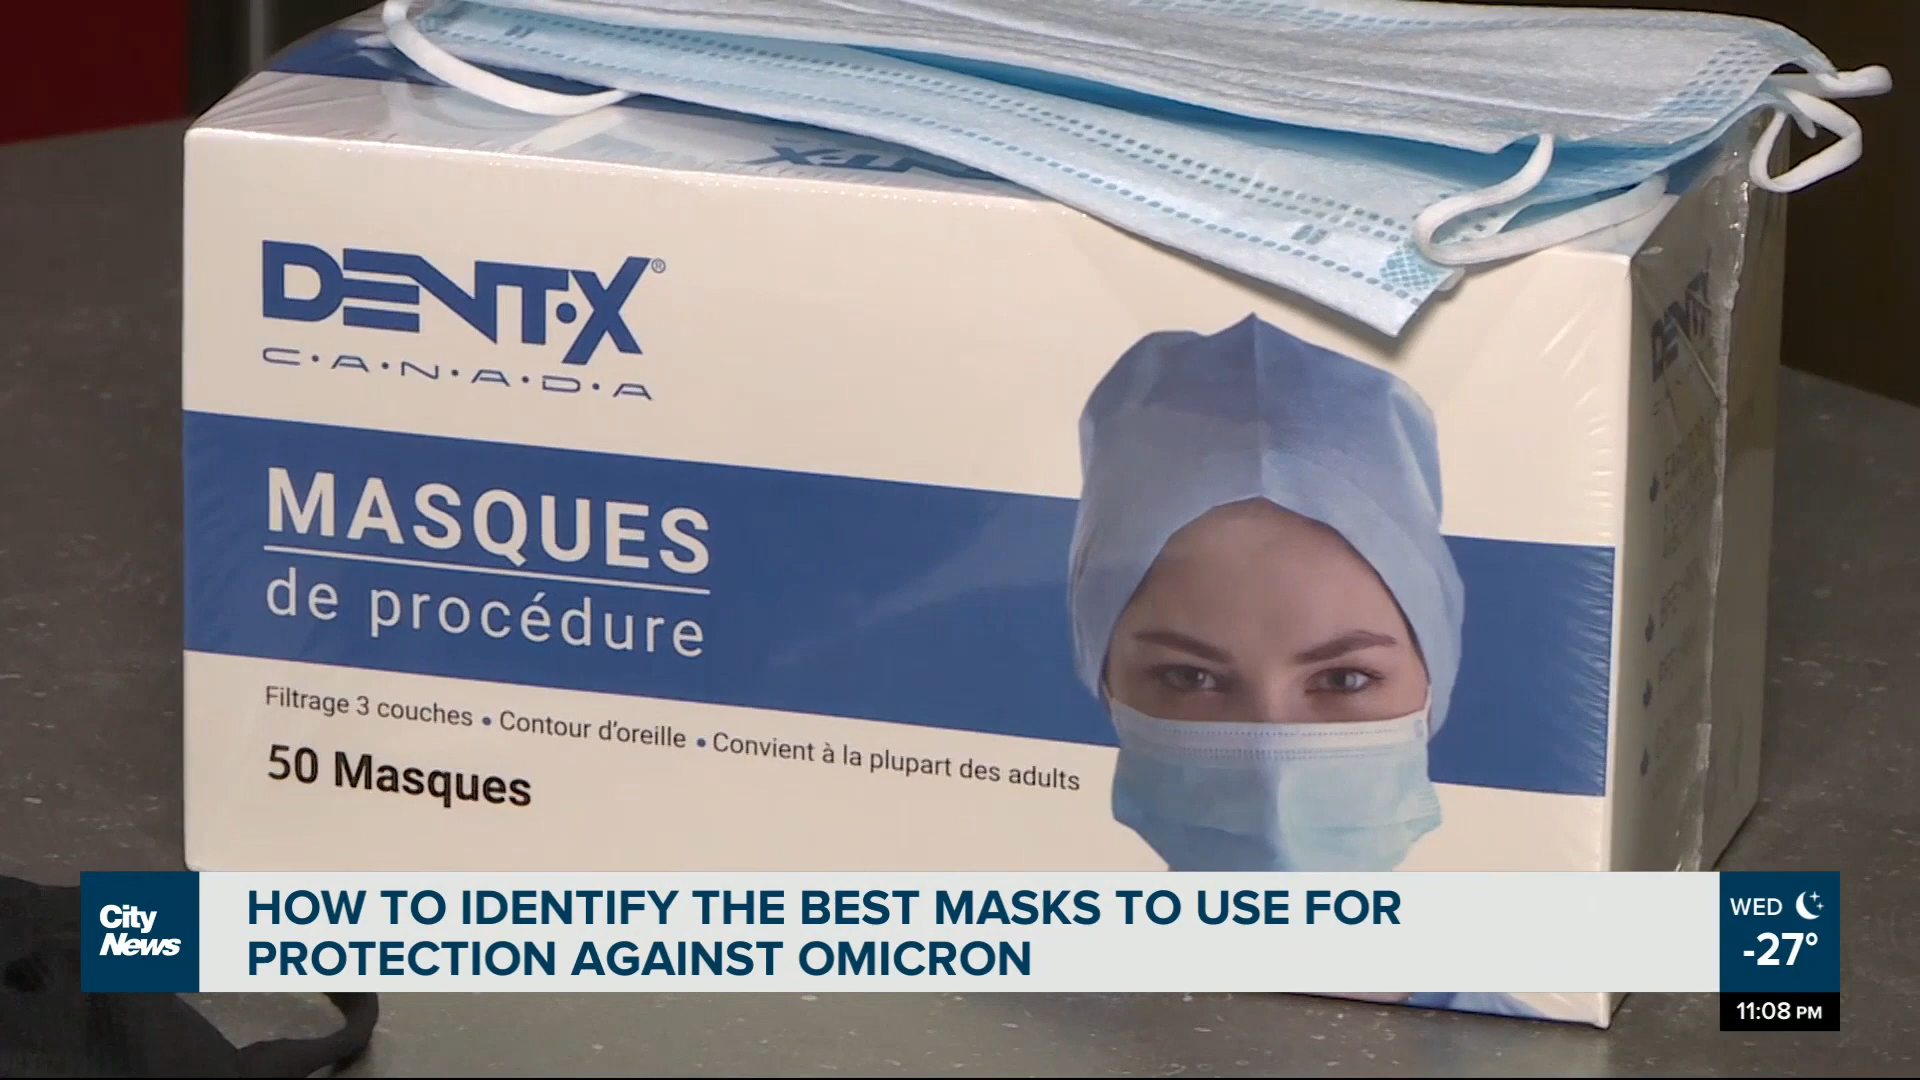 DENT·X®
C·A·N·A·D·A
MASQUES
de procédure
Filtrage 3 couches • Contour d'oreille • Convient à la plupart des adults
50 Masques
City
News
HOW TO IDENTIFY THE BEST MASKS TO USE FOR
PROTECTION AGAINST OMICRON
WED
-27°
11:08 PM